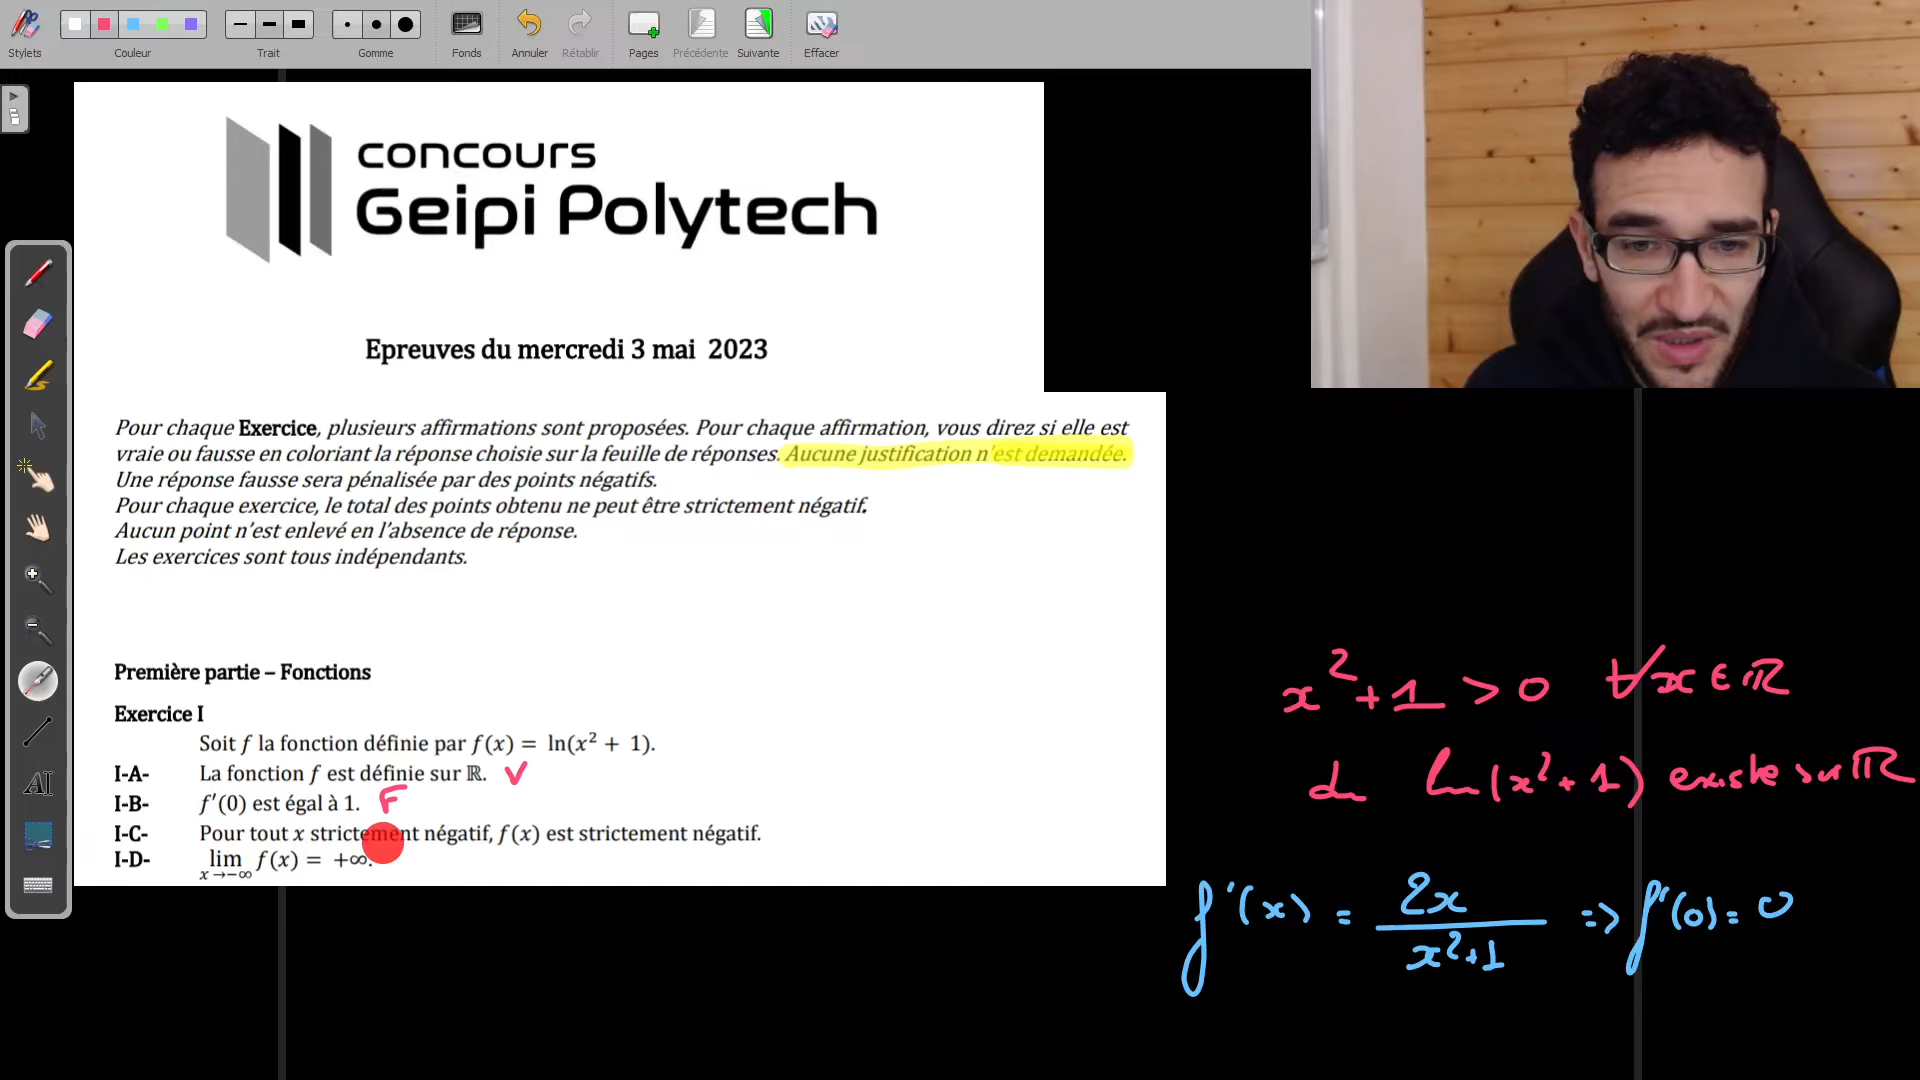 Stylets Couleur Trait Gomme Fonds Annuler Rétablir Pages Précédente Suivante Effacer
concours
Geipi Polytech
Epreuves du mercredi 3 mai 2023
Pour chaque Exercice, plusieurs affirmations sont proposées. Pour chaque affirmation, vous direz si elle est
vraie ou fausse en coloriant la réponse choisie sur la feuille de réponses. Aucune justification n'est demandée.
Une réponse fausse sera pénalisée par des points négatifs.
Pour chaque exercice, le total des points obtenu ne peut être strictement négatif.
Aucun point n'est enlevé en l'absence de réponse.
Les exercices sont tous indépendants.
Première partie – Fonctions
Exercice I
Soit f la fonction définie par f(x) = ln(x² + 1).
I-A- La fonction f est définie sur ℝ. V
I-B- f'(0) est égal à 1. F
I-C- Pour tout x strictement négatif, f(x) est strictement négatif.
I-D- lim f(x) = +∞.
x→−∞
x²+1 > 0 ∀x ∈ ℝ
ln(x²+1) existe sur ℝ
f'(x) = 2x / x²+1 => f'(0) = 0
AI